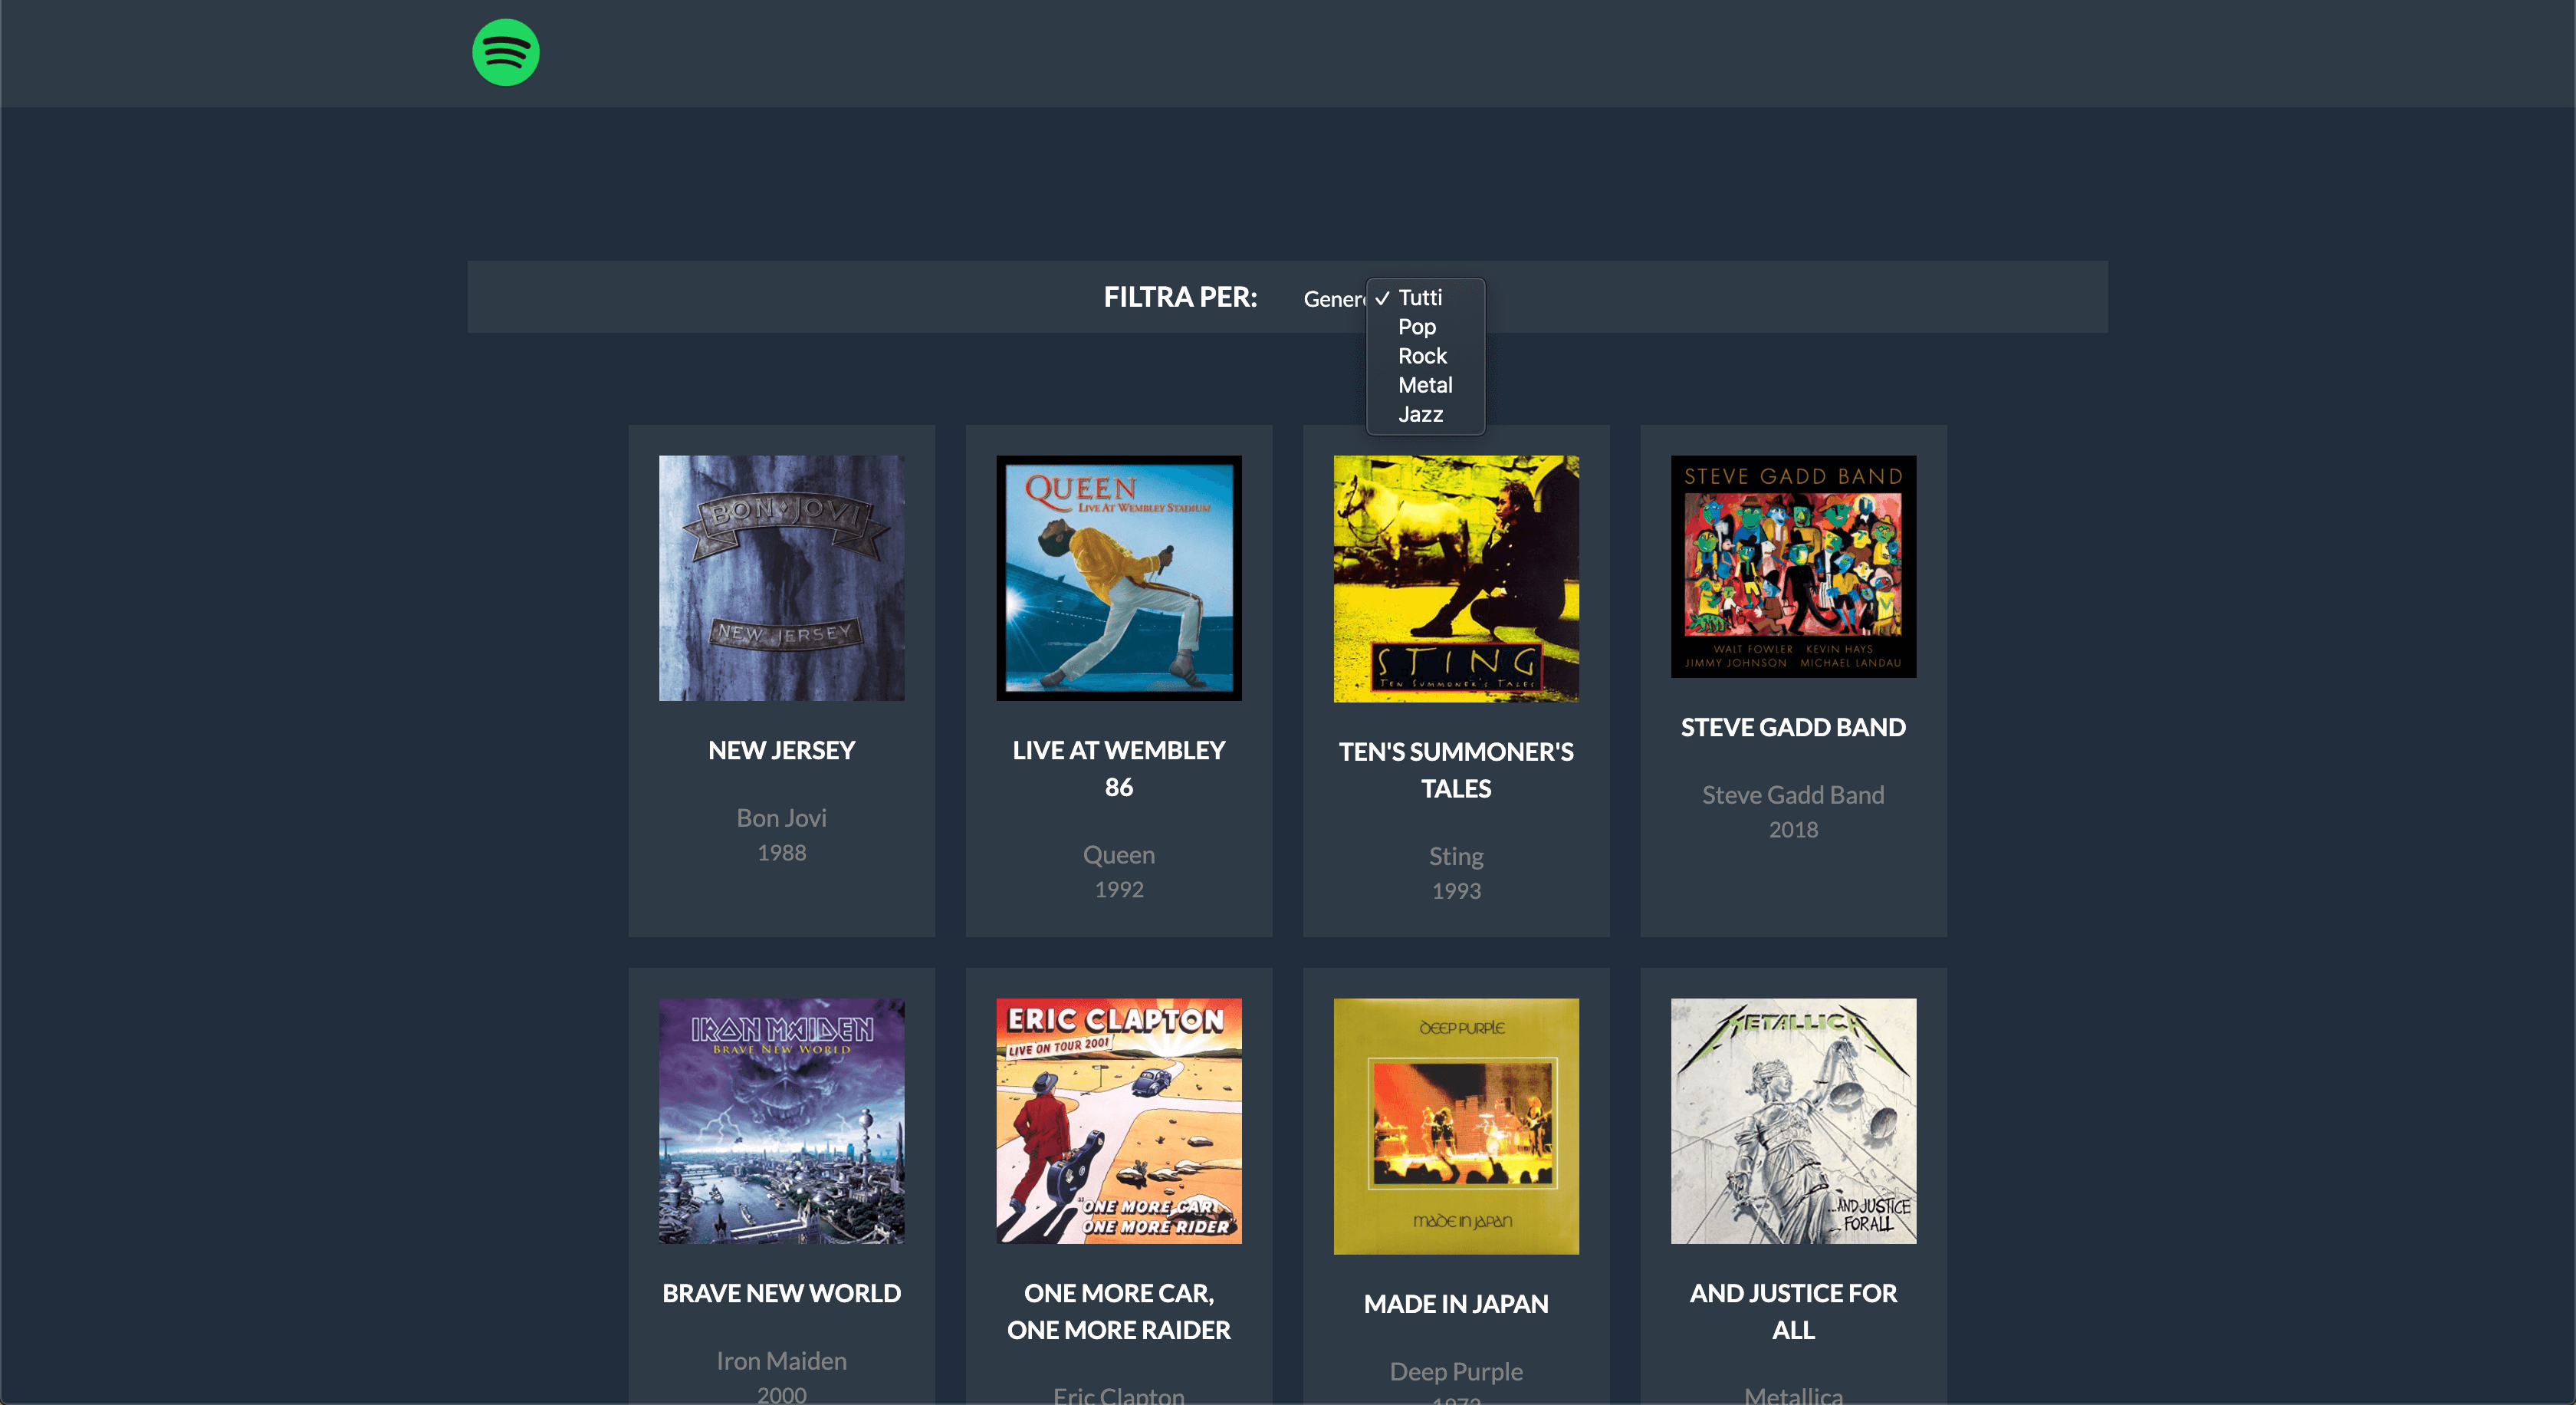 FILTRA PER:
Genere
Tutti
Pop
Rock
Metal
Jazz
BON JOVI
NEW JERSEY
NEW JERSEY
Bon Jovi
1988
QUEEN
LIVE AT WEMBLEY STADIUM
LIVE AT WEMBLEY
86
Queen
1992
STING
TEN SUMMONER'S TALES
TEN'S SUMMONER'S
TALES
Sting
1993
STEVE GADD BAND
WALT FOWLER KEVIN HAYS
JIMMY JOHNSON MICHAEL LANDAU
STEVE GADD BAND
Steve Gadd Band
2018
IRON MAIDEN
BRAVE NEW WORLD
BRAVE NEW WORLD
Iron Maiden
2000
ERIC CLAPTON
LIVE ON TOUR 2001
"ONE MORE CAR
ONE MORE RIDER"
ONE MORE CAR,
ONE MORE RAIDER
Eric Clapton
DEEP PURPLE
MADE IN JAPAN
MADE IN JAPAN
Deep Purple
METALLICA
...AND JUSTICE
FOR ALL
AND JUSTICE FOR
ALL
Metallica